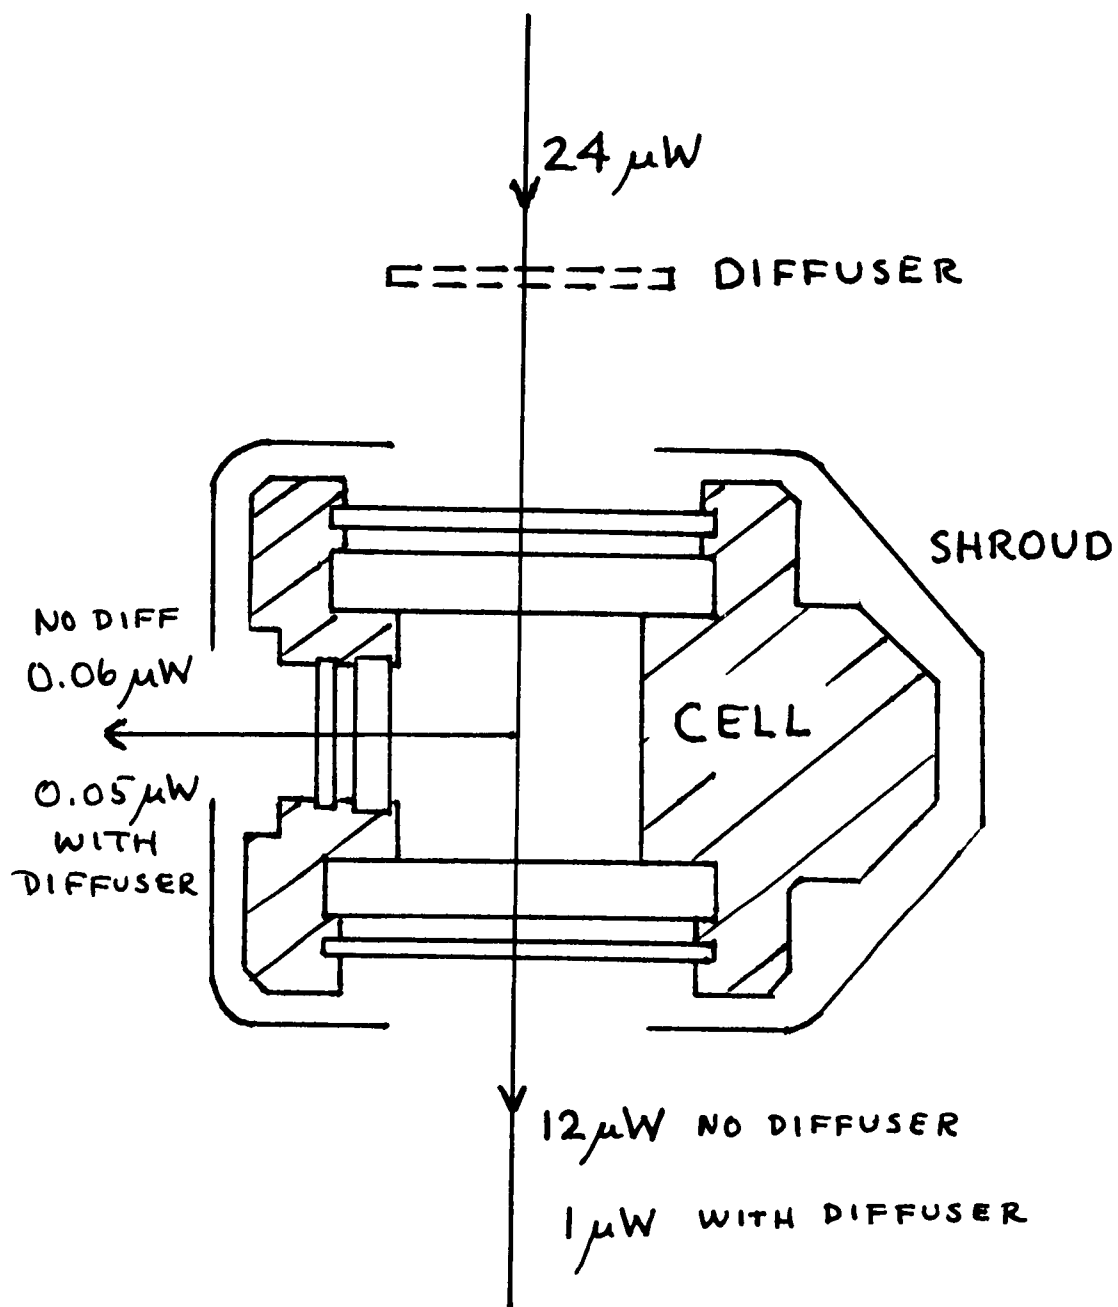 24 μW
DIFFUSER
SHROUD
NO DIFF
0.06 μW
CELL
0.05 μW
WITH
DIFFUSER
12 μW NO DIFFUSER
1 μW WITH DIFFUSER